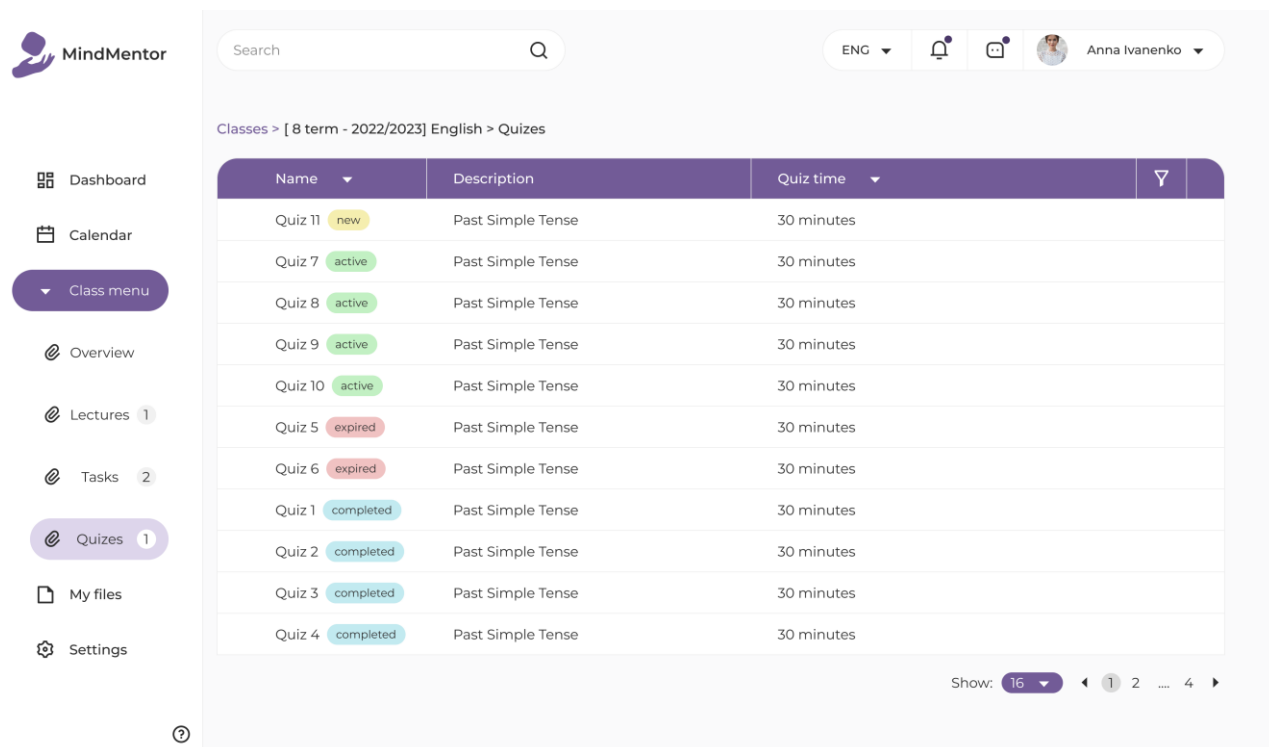 MindMentor
Search
ENG
Anna Ivanenko
Classes > [ 8 term - 2022/2023] English > Quizes
Dashboard
Calendar
Class menu
Overview
Lectures 1
Tasks 2
Quizes 1
My files
Settings
Name Description Quiz time
Quiz 11 new Past Simple Tense 30 minutes
Quiz 7 active Past Simple Tense 30 minutes
Quiz 8 active Past Simple Tense 30 minutes
Quiz 9 active Past Simple Tense 30 minutes
Quiz 10 active Past Simple Tense 30 minutes
Quiz 5 expired Past Simple Tense 30 minutes
Quiz 6 expired Past Simple Tense 30 minutes
Quiz 1 completed Past Simple Tense 30 minutes
Quiz 2 completed Past Simple Tense 30 minutes
Quiz 3 completed Past Simple Tense 30 minutes
Quiz 4 completed Past Simple Tense 30 minutes
Show: 16 1 2 .... 4
?